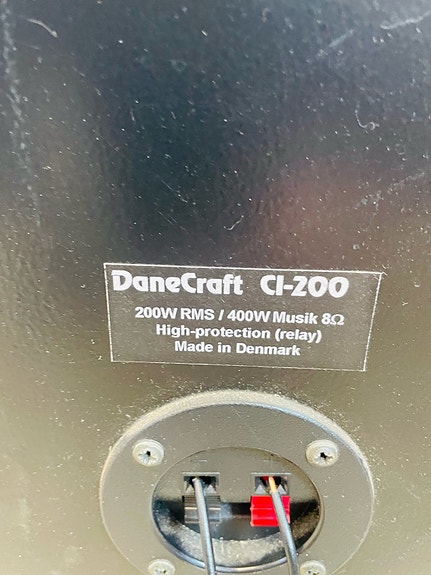 DaneCraft CI-200
200W RMS / 400W Musik 8Ω
High-protection (relay)
Made in Denmark